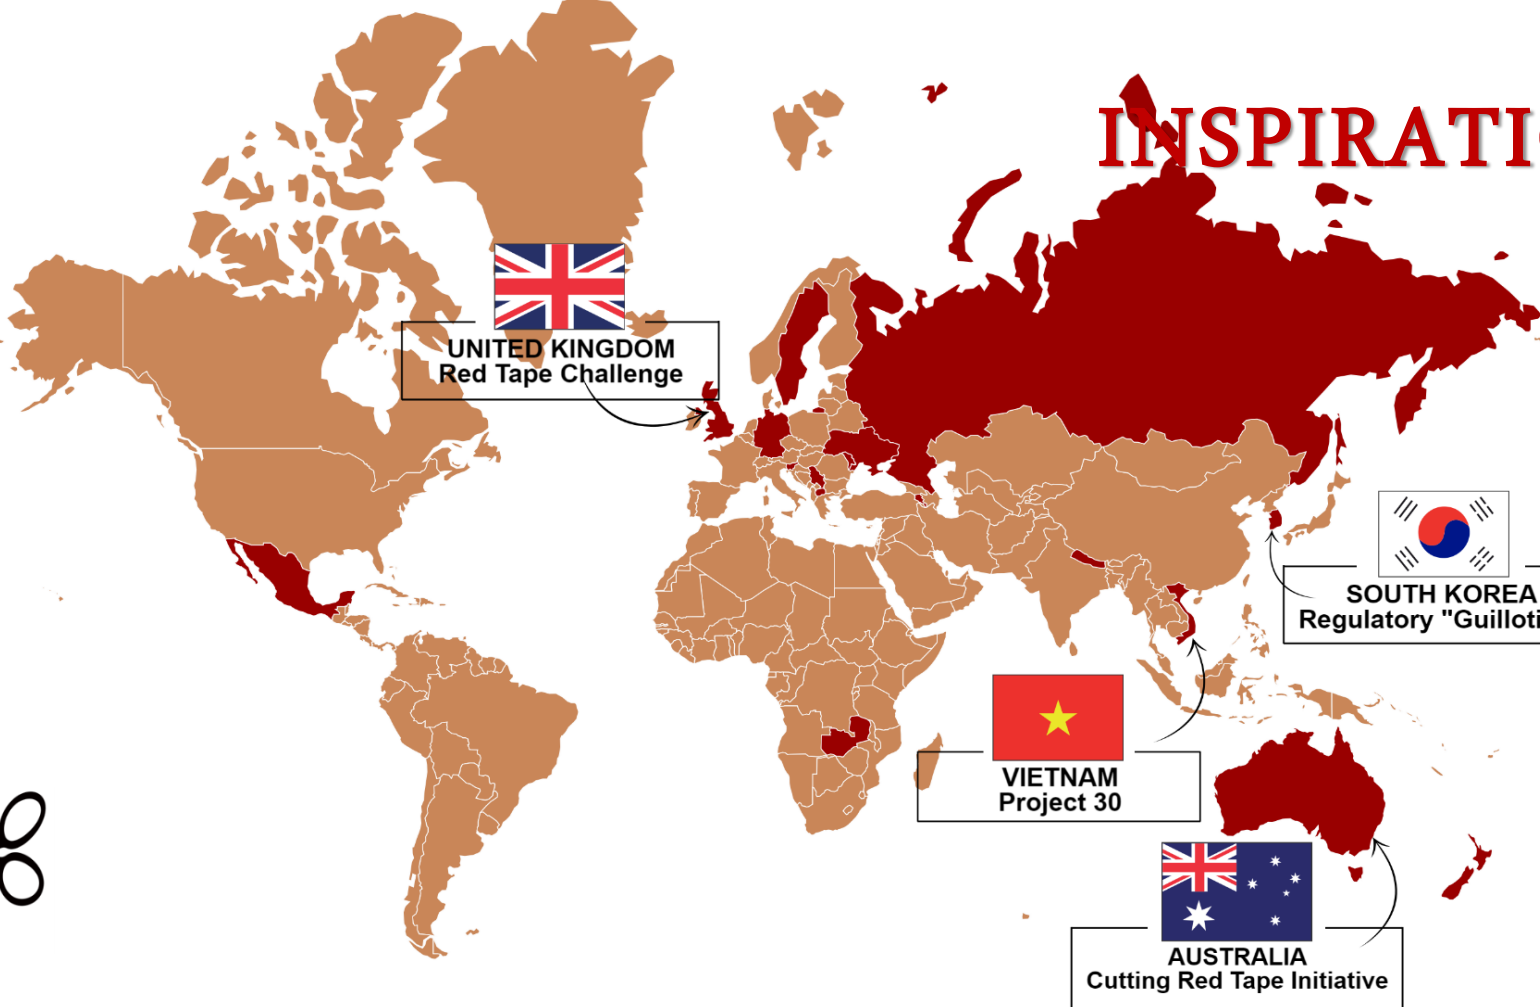 INSPIRATI
UNITED KINGDOM
Red Tape Challenge
SOUTH KOREA
Regulatory "Guilloti
VIETNAM
Project 30
AUSTRALIA
Cutting Red Tape Initiative